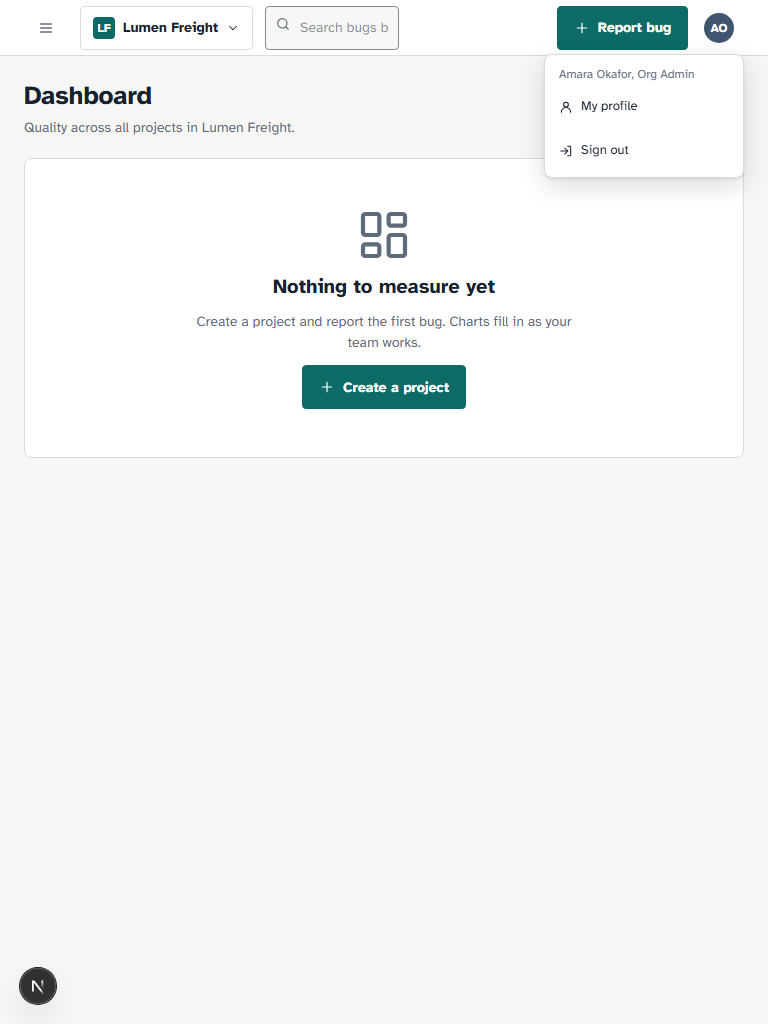 LF Lumen Freight
Search bugs b
Report bug
AO
Amara Okafor, Org Admin
My profile
Sign out
Dashboard
Quality across all projects in Lumen Freight.
Nothing to measure yet
Create a project and report the first bug. Charts fill in as your
team works.
Create a project
N